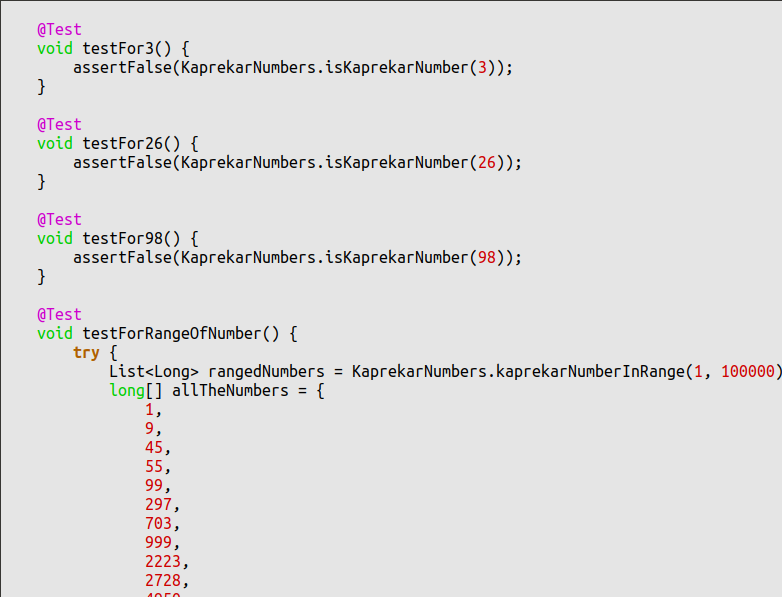 @Test
void testFor3() {
assertFalse(KaprekarNumbers.isKaprekarNumber(3));
}
@Test
void testFor26() {
assertFalse(KaprekarNumbers.isKaprekarNumber(26));
}
@Test
void testFor98() {
assertFalse(KaprekarNumbers.isKaprekarNumber(98));
}
@Test
void testForRangeOfNumber() {
try {
List<Long> rangedNumbers = KaprekarNumbers.kaprekarNumberInRange(1, 100000)
long[] allTheNumbers = {
1,
9,
45,
55,
99,
297,
703,
999,
2223,
2728,